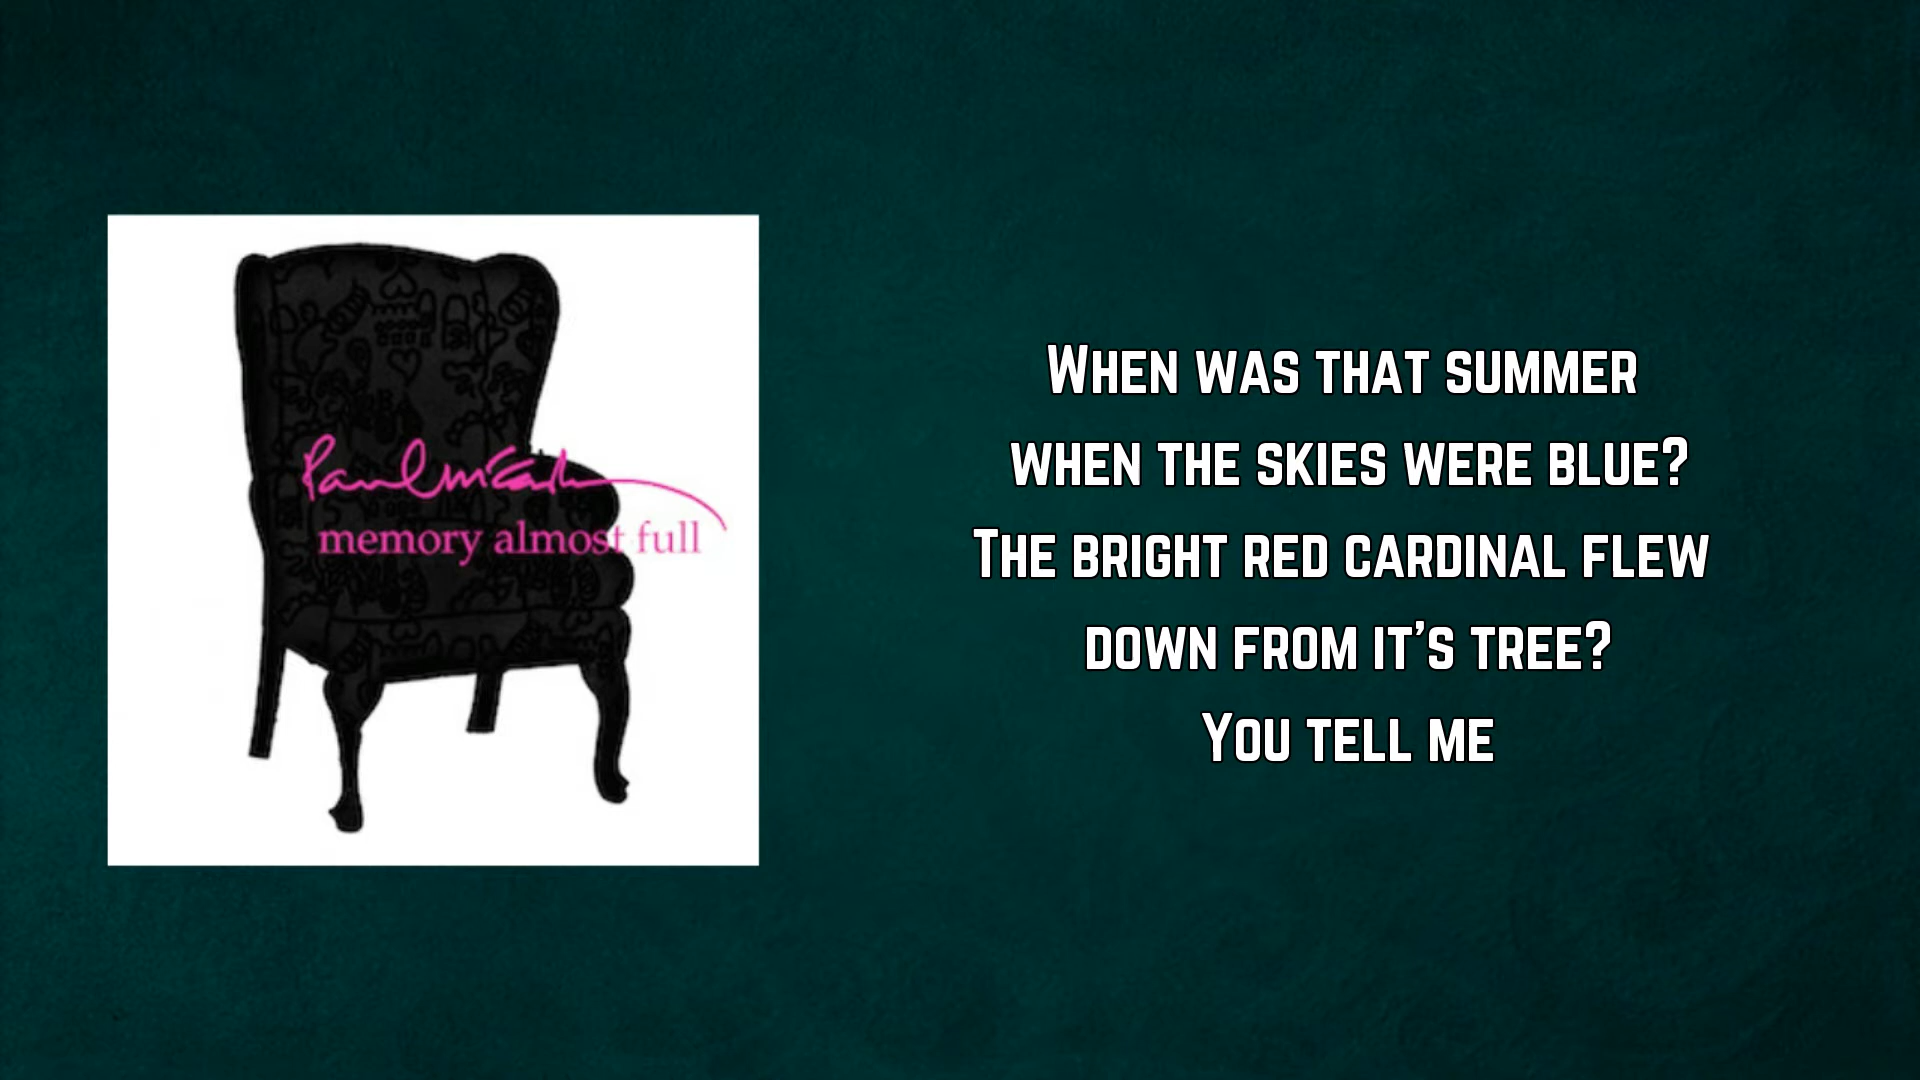 Paul McCartney
memory almost full
When was that summer
when the skies were blue?
The bright red cardinal flew
down from it's tree?
You tell me